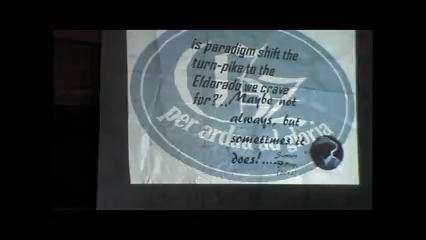 is paradigm shift the
turn-pike to the
Eldorado we crave
for?'..Maybe not
always, but
sometimes it
does!...
per ardua ad gloria